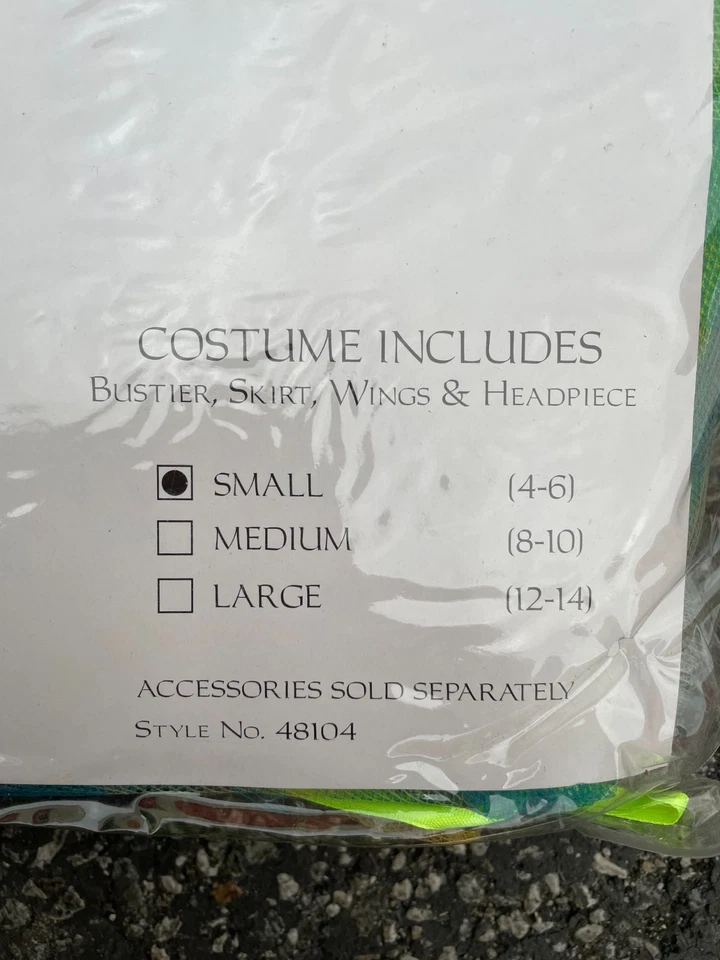 COSTUME INCLUDES
BUSTIER, SKIRT, WINGS & HEADPIECE
SMALL (4-6)
MEDIUM (8-10)
LARGE (12-14)
ACCESSORIES SOLD SEPARATELY
STYLE NO. 48104